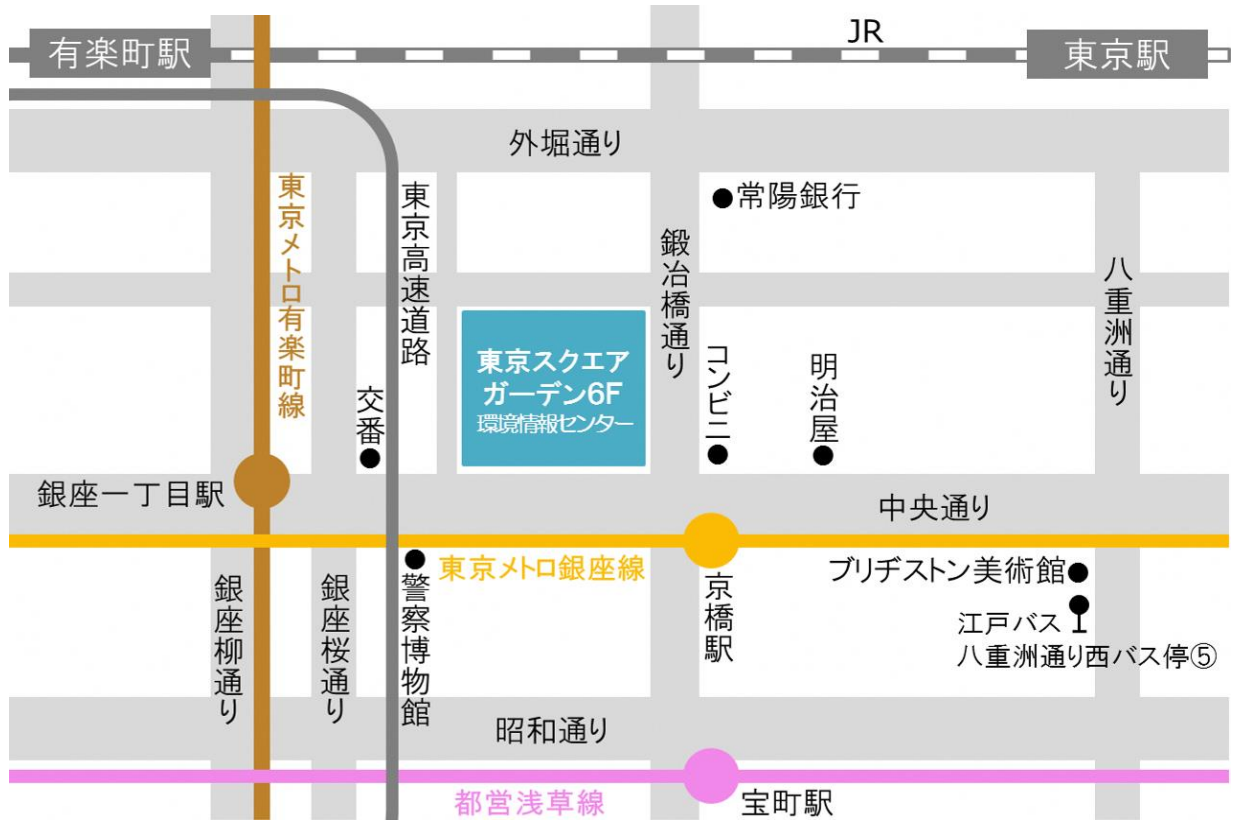 JR
有楽町駅
東京駅
外堀通り
東京メトロ有楽町線
東京高速道路
常陽銀行
鍛冶橋通り
八重洲通り
東京スクエア
ガーデン6F
環境情報センター
コンビニ
明治屋
交番
銀座一丁目駅
中央通り
東京メトロ銀座線
京橋駅
ブリヂストン美術館
江戸バス
八重洲通り西バス停⑤
銀座柳通り
銀座桜通り
警察博物館
昭和通り
都営浅草線
宝町駅